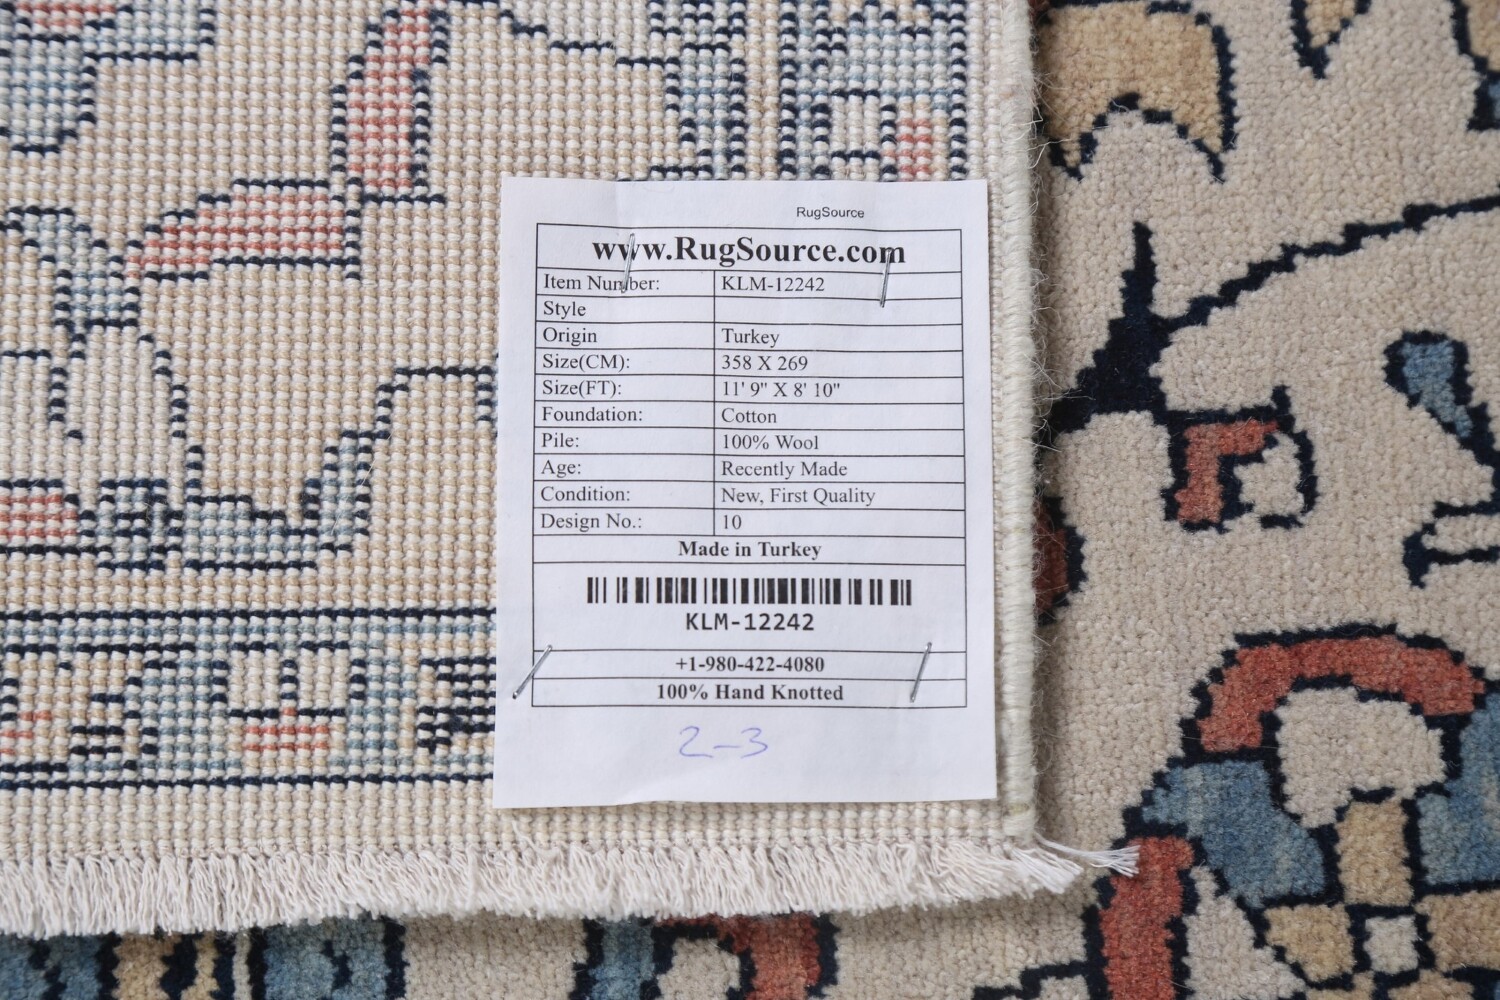 RugSource
www.RugSource.com
Item Number: KLM-12242
Style
Origin Turkey
Size(CM): 358 X 269
Size(FT): 11' 9" X 8' 10"
Foundation: Cotton
Pile: 100% Wool
Age: Recently Made
Condition: New, First Quality
Design No.: 10
Made in Turkey
KLM-12242
+1-980-422-4080
100% Hand Knotted
2-3